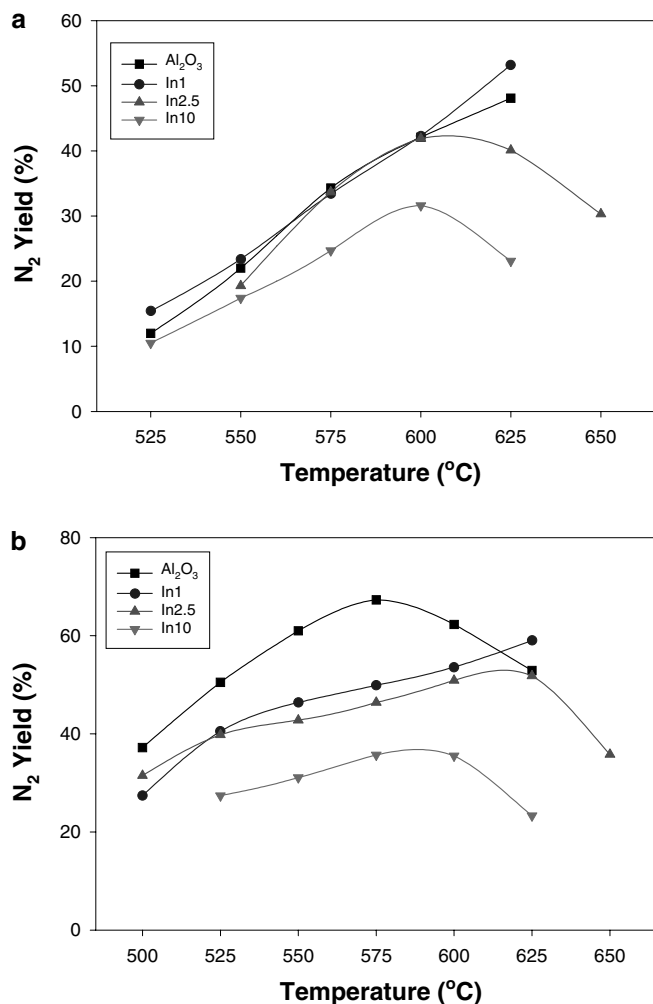 a
60
50
40
30
20
10
0
N₂ Yield (%)
Al₂O₃
In1
In2.5
In10
525 550 575 600 625 650
Temperature (°C)
b
80
60
40
20
0
N₂ Yield (%)
Al₂O₃
In1
In2.5
In10
500 525 550 575 600 625 650
Temperature (°C)